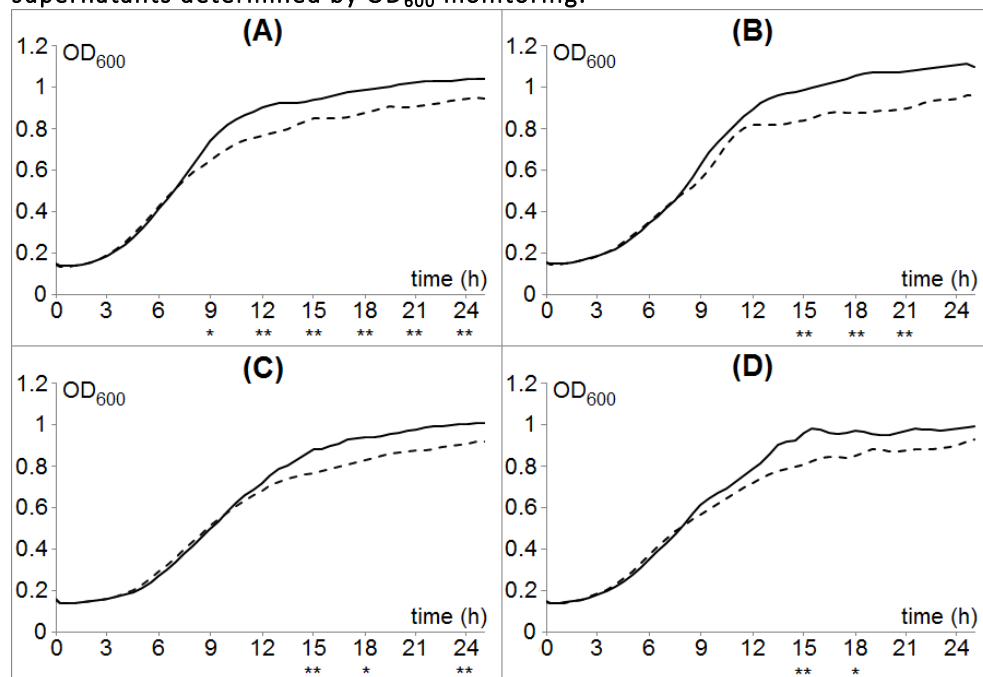 supernatants determined by OD600 monitoring.
(A)
1.2 OD600
1
0.8
0.6
0.4
0.2
time (h)
0
0 3 6 9 12 15 18 21 24
* ** ** ** ** **
(B)
1.2 OD600
1
0.8
0.6
0.4
0.2
time (h)
0
0 3 6 9 12 15 18 21 24
** ** **
(C)
1.2 OD600
1
0.8
0.6
0.4
0.2
time (h)
0
0 3 6 9 12 15 18 21 24
** * **
(D)
1.2 OD600
1
0.8
0.6
0.4
0.2
time (h)
0
0 3 6 9 12 15 18 21 24
** *